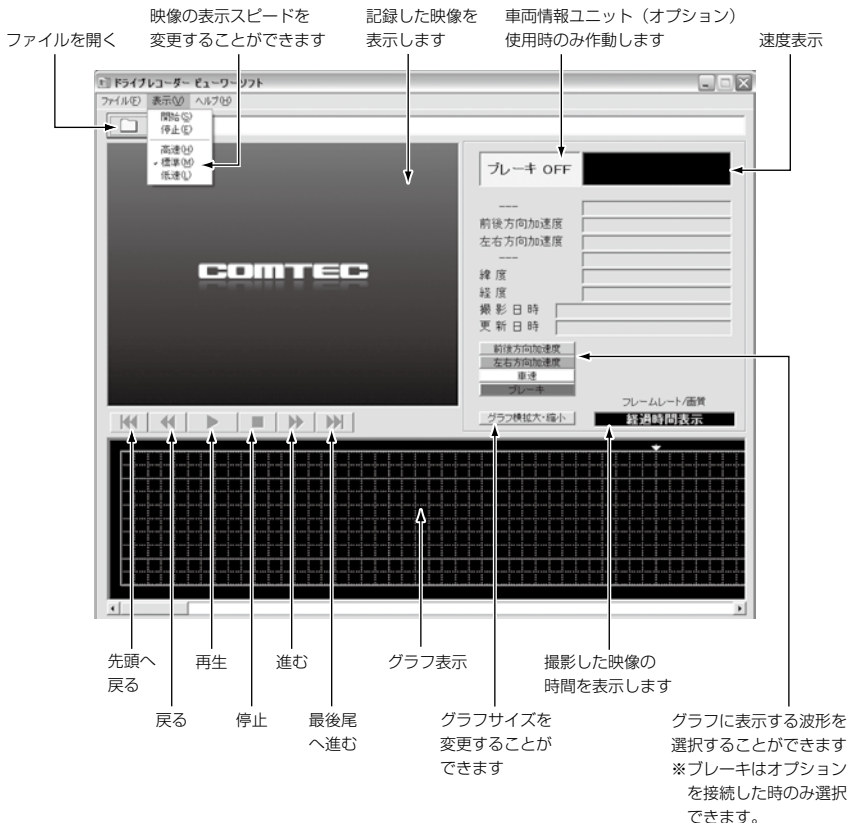 映像の表示スピードを
変更することができます
記録した映像を
表示します
車両情報ユニット（オプション）
使用時のみ作動します
ファイルを開く
速度表示
ドライブレコーダー ビューワーソフト
ファイル(F) 表示(V) ヘルプ(H)
開始(S)
停止(E)
高速(H)
標準(M)
低速(L)
ブレーキ OFF
---
前後方向加速度
左右方向加速度
---
緯度
経度
撮影日時
更新日時
COMTEC
前後方向加速度
左右方向加速度
車速
ブレーキ
フレームレート/画質
グラフ横拡大・縮小
経過時間表示
先頭へ
戻る
再生
進む
グラフ表示
撮影した映像の
時間を表示します
戻る
停止
最後尾
へ進む
グラフサイズを
変更することが
できます
グラフに表示する波形を
選択することができます
※ブレーキはオプション
を接続した時のみ選択
できます。